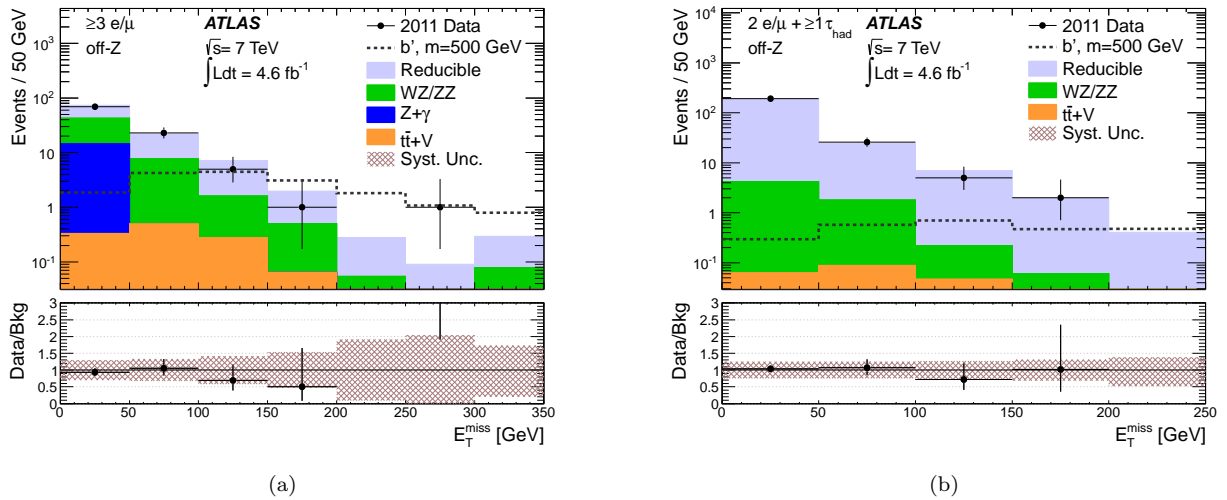 ≥3 e/μ ATLAS
off-Z
√s= 7 TeV
∫Ldt = 4.6 fb⁻¹
2011 Data
b', m=500 GeV
Reducible
WZ/ZZ
Z+γ
tt̄+V
Syst. Unc.
Events / 50 GeV
10³
10²
10
1
10⁻¹
Data/Bkg
3
2.5
2
1.5
1
0.5
0
0 50 100 150 200 250 300 350
E_T^miss [GeV]
(a)
2 e/μ + ≥1 τ_had ATLAS
off-Z
√s= 7 TeV
∫Ldt = 4.6 fb⁻¹
2011 Data
b', m=500 GeV
Reducible
WZ/ZZ
tt̄+V
Syst. Unc.
Events / 50 GeV
10⁴
10³
10²
10
1
10⁻¹
Data/Bkg
3
2.5
2
1.5
1
0.5
0
0 50 100 150 200 250
E_T^miss [GeV]
(b)